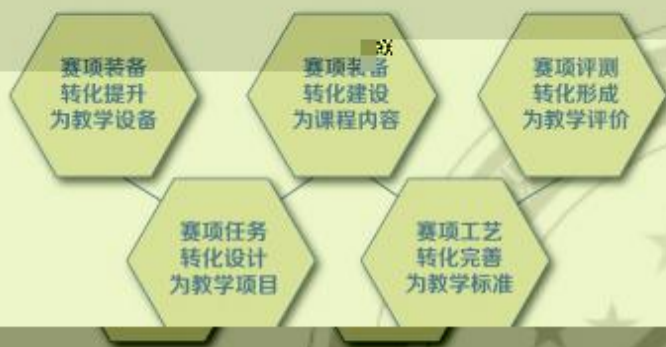 赛项装备
转化提升
为教学设备
赛项装备
转化建设
为课程内容
赛项评测
转化形成
为教学评价
赛项任务
转化设计
为教学项目
赛项工艺
转化完善
为教学标准